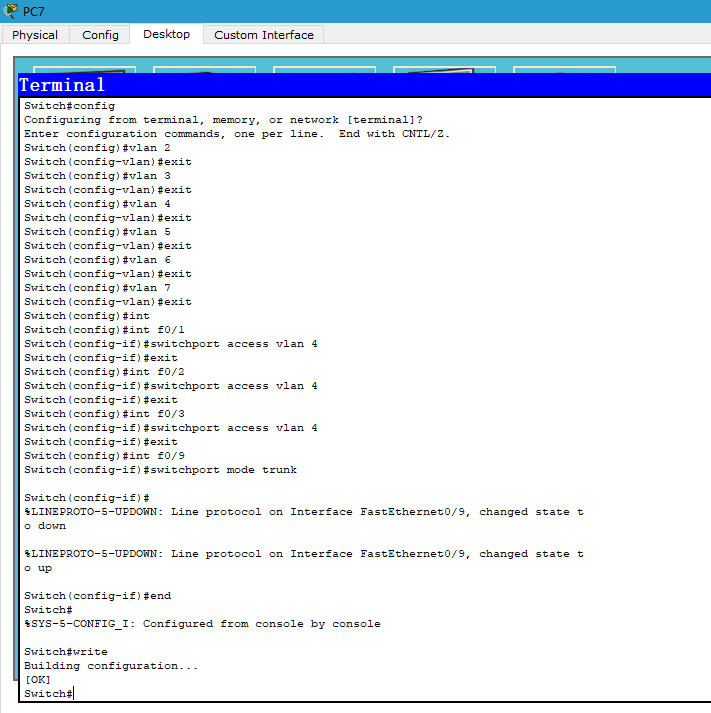 PC7
Physical Config Desktop Custom Interface
Terminal
Switch#config
Configuring from terminal, memory, or network [terminal]?
Enter configuration commands, one per line.  End with CNTL/Z.
Switch(config)#vlan 2
Switch(config-vlan)#exit
Switch(config)#vlan 3
Switch(config-vlan)#exit
Switch(config)#vlan 4
Switch(config-vlan)#exit
Switch(config)#vlan 5
Switch(config-vlan)#exit
Switch(config)#vlan 6
Switch(config-vlan)#exit
Switch(config)#vlan 7
Switch(config-vlan)#exit
Switch(config)#int
Switch(config)#int f0/1
Switch(config-if)#switchport access vlan 4
Switch(config-if)#exit
Switch(config)#int f0/2
Switch(config-if)#switchport access vlan 4
Switch(config-if)#exit
Switch(config)#int f0/3
Switch(config-if)#switchport access vlan 4
Switch(config-if)#exit
Switch(config)#int f0/9
Switch(config-if)#switchport mode trunk
Switch(config-if)#
%LINEPROTO-5-UPDOWN: Line protocol on Interface FastEthernet0/9, changed state t
o down
%LINEPROTO-5-UPDOWN: Line protocol on Interface FastEthernet0/9, changed state t
o up
Switch(config-if)#end
Switch#
%SYS-5-CONFIG_I: Configured from console by console
Switch#write
Building configuration...
[OK]
Switch#